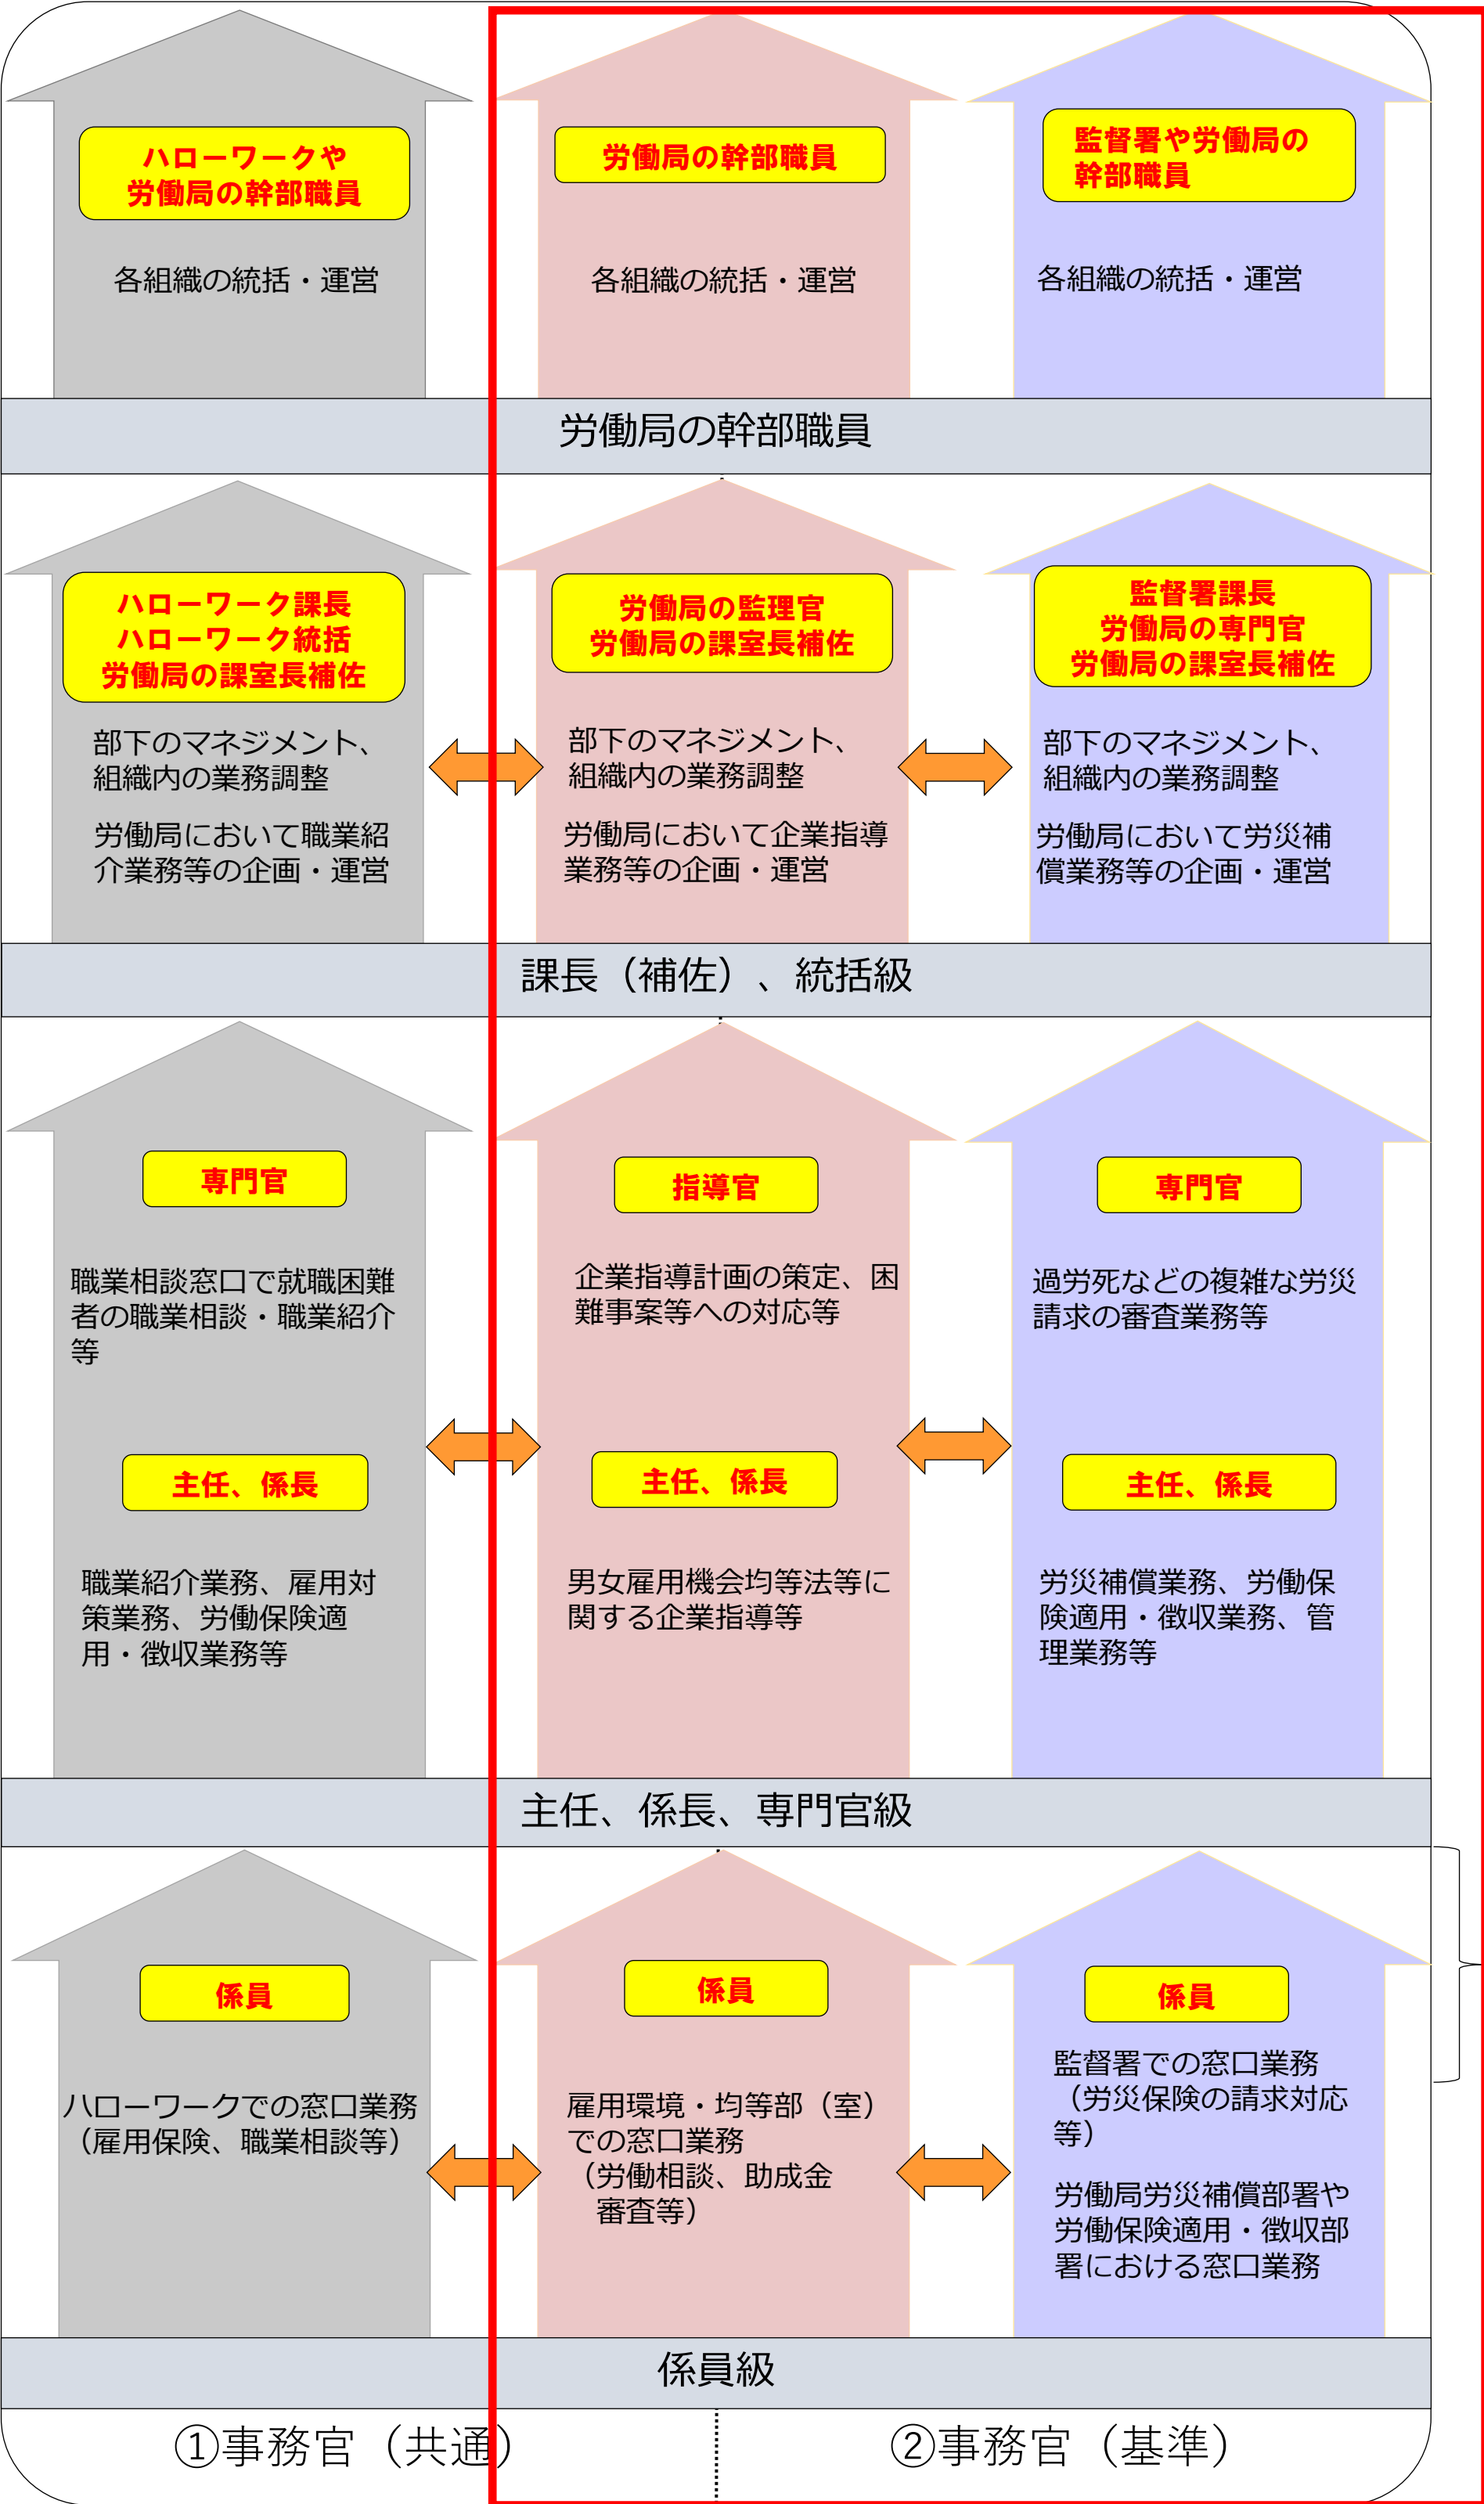 ハローワークや
労働局の幹部職員
各組織の統括・運営
労働局の幹部職員
各組織の統括・運営
監督署や労働局の
幹部職員
各組織の統括・運営
労働局の幹部職員
ハローワーク課長
ハローワーク統括
労働局の課室長補佐
部下のマネジメント、
組織内の業務調整
労働局において職業紹
介業務等の企画・運営
労働局の監理官
労働局の課室長補佐
部下のマネジメント、
組織内の業務調整
労働局において企業指導
業務等の企画・運営
監督署課長
労働局の専門官
労働局の課室長補佐
部下のマネジメント、
組織内の業務調整
労働局において労災補
償業務等の企画・運営
課長（補佐）、統括級
専門官
職業相談窓口で就職困難
者の職業相談・職業紹介
等
主任、係長
職業紹介業務、雇用対
策業務、労働保険適
用・徴収業務等
指導官
企業指導計画の策定、困
難事案等への対応等
主任、係長
男女雇用機会均等法等に
関する企業指導等
専門官
過労死などの複雑な労災
請求の審査業務等
主任、係長
労災補償業務、労働保
険適用・徴収業務、管
理業務等
主任、係長、専門官級
係員
ハローワークでの窓口業務
（雇用保険、職業相談等）
係員
雇用環境・均等部（室）
での窓口業務
（労働相談、助成金
審査等）
係員
監督署での窓口業務
（労災保険の請求対応
等）
労働局労災補償部署や
労働保険適用・徴収部
署における窓口業務
係員級
①事務官（共通）
②事務官（基準）